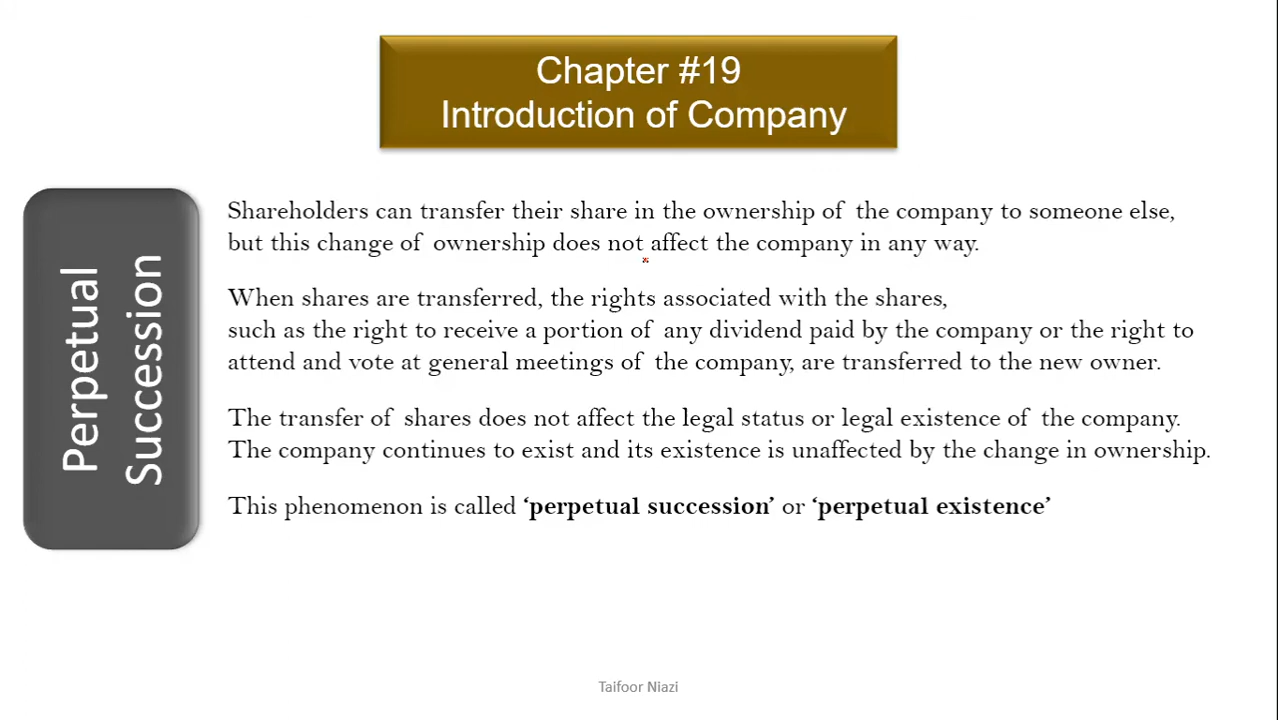 Chapter #19
Introduction of Company
Perpetual
Succession
Shareholders can transfer their share in the ownership of the company to someone else,
but this change of ownership does not affect the company in any way.
When shares are transferred, the rights associated with the shares,
such as the right to receive a portion of any dividend paid by the company or the right to
attend and vote at general meetings of the company, are transferred to the new owner.
The transfer of shares does not affect the legal status or legal existence of the company.
The company continues to exist and its existence is unaffected by the change in ownership.
This phenomenon is called ‘perpetual succession’ or ‘perpetual existence’
Taifoor Niazi